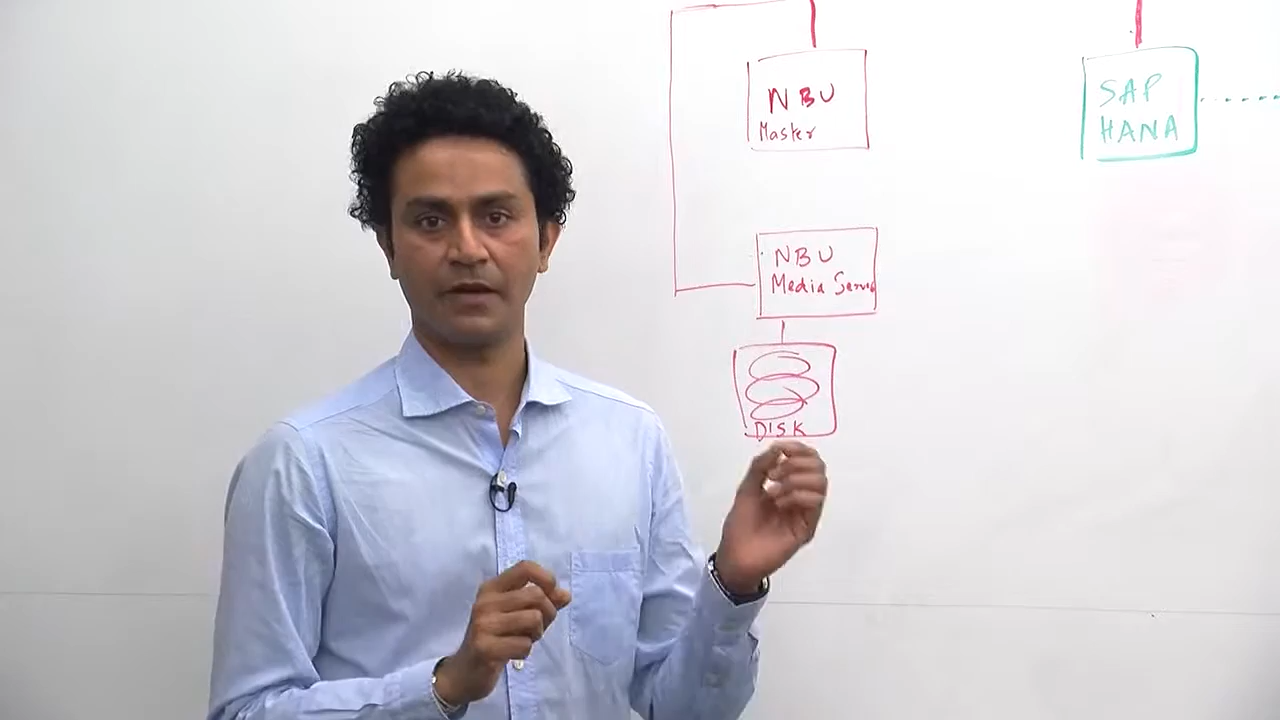 NBU
Master
SAP
HANA
NBU
Media Server
DISK